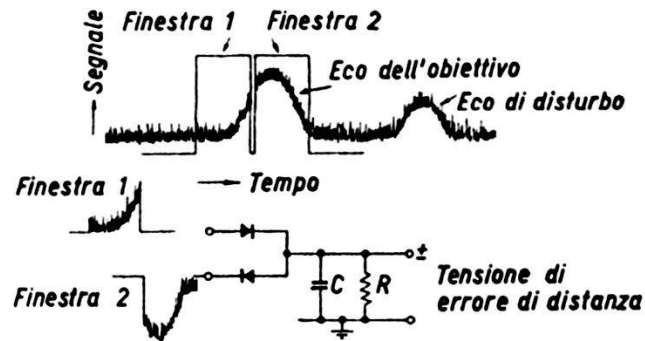 Finestra 1
Finestra 2
Segnale
Eco dell'obiettivo
Eco di disturbo
Finestra 1
Tempo
±
Finestra 2
C
R
Tensione di
errore di distanza